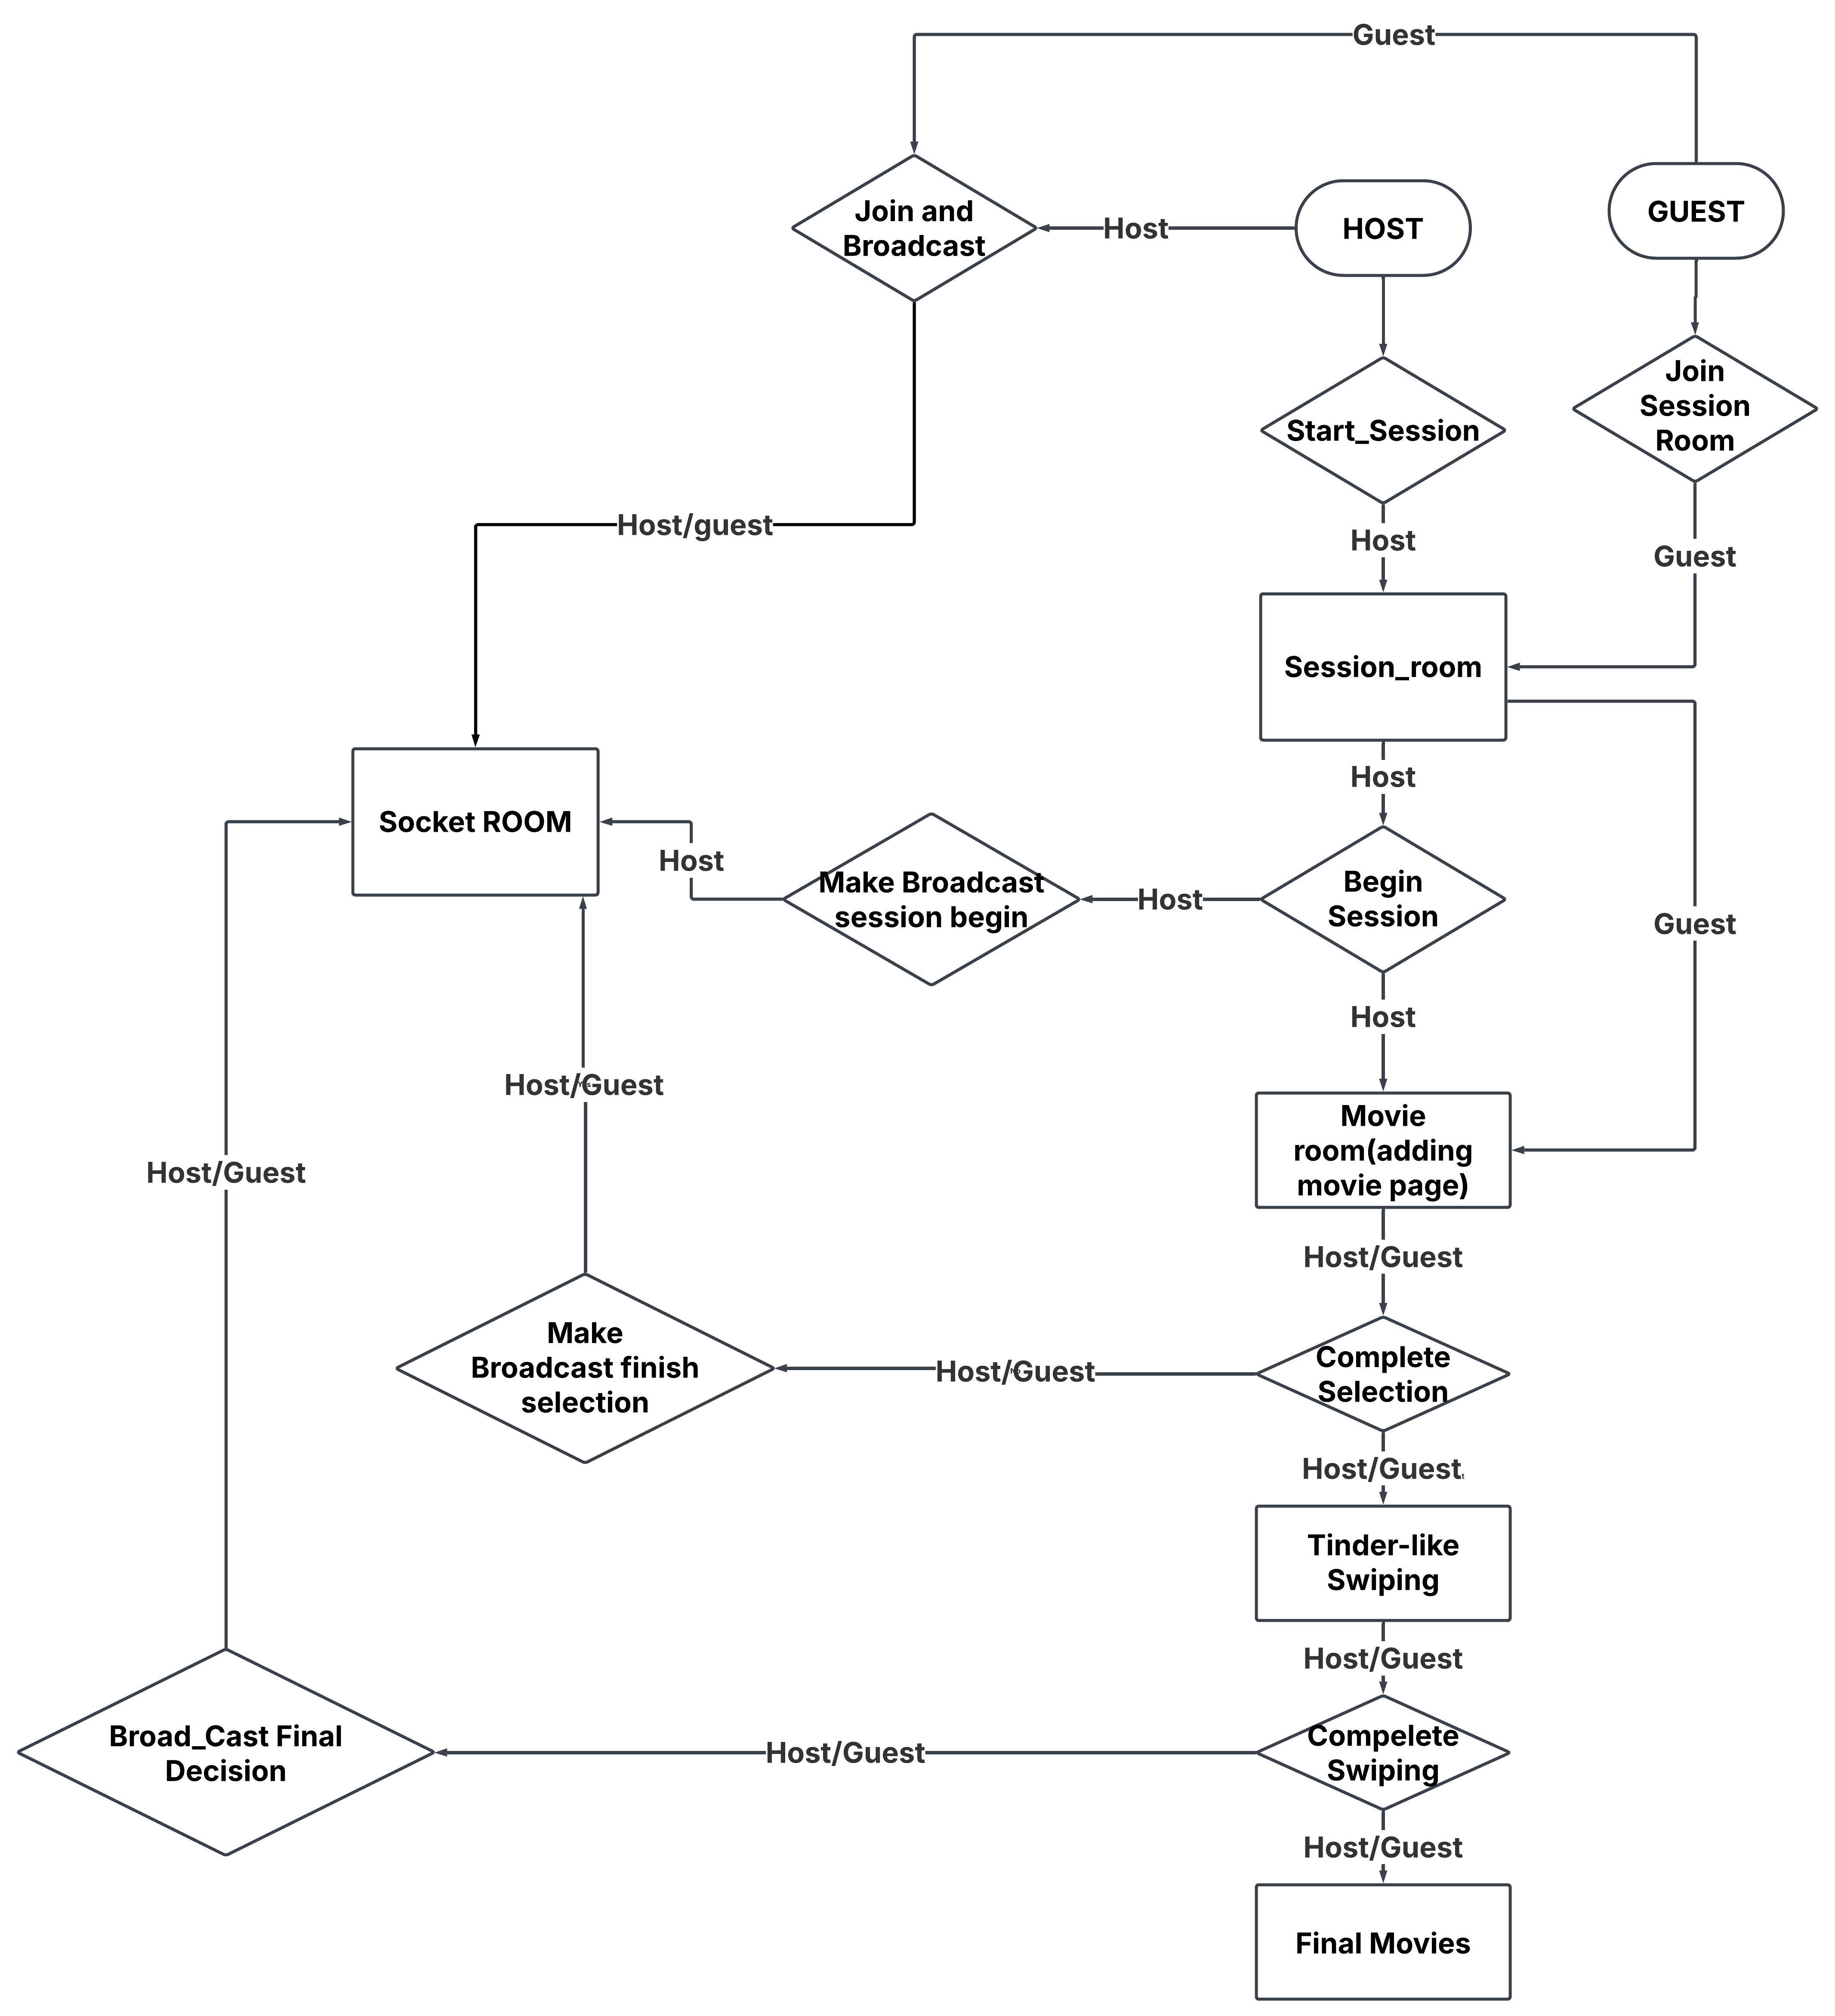 Guest
Join and
Broadcast
Host
HOST
GUEST
Join
Session
Room
Start_Session
Host/guest
Host
Guest
Session_room
Host
Socket ROOM
Host
Make Broadcast
session begin
Host
Begin
Session
Guest
Host
Host/Guest
Movie
room(adding
movie page)
Host/Guest
Host/Guest
Make
Broadcast finish
selection
Host/Guest
Complete
Selection
Host/Guest
Tinder-like
Swiping
Host/Guest
Broad_Cast Final
Decision
Host/Guest
Compelete
Swiping
Host/Guest
Final Movies